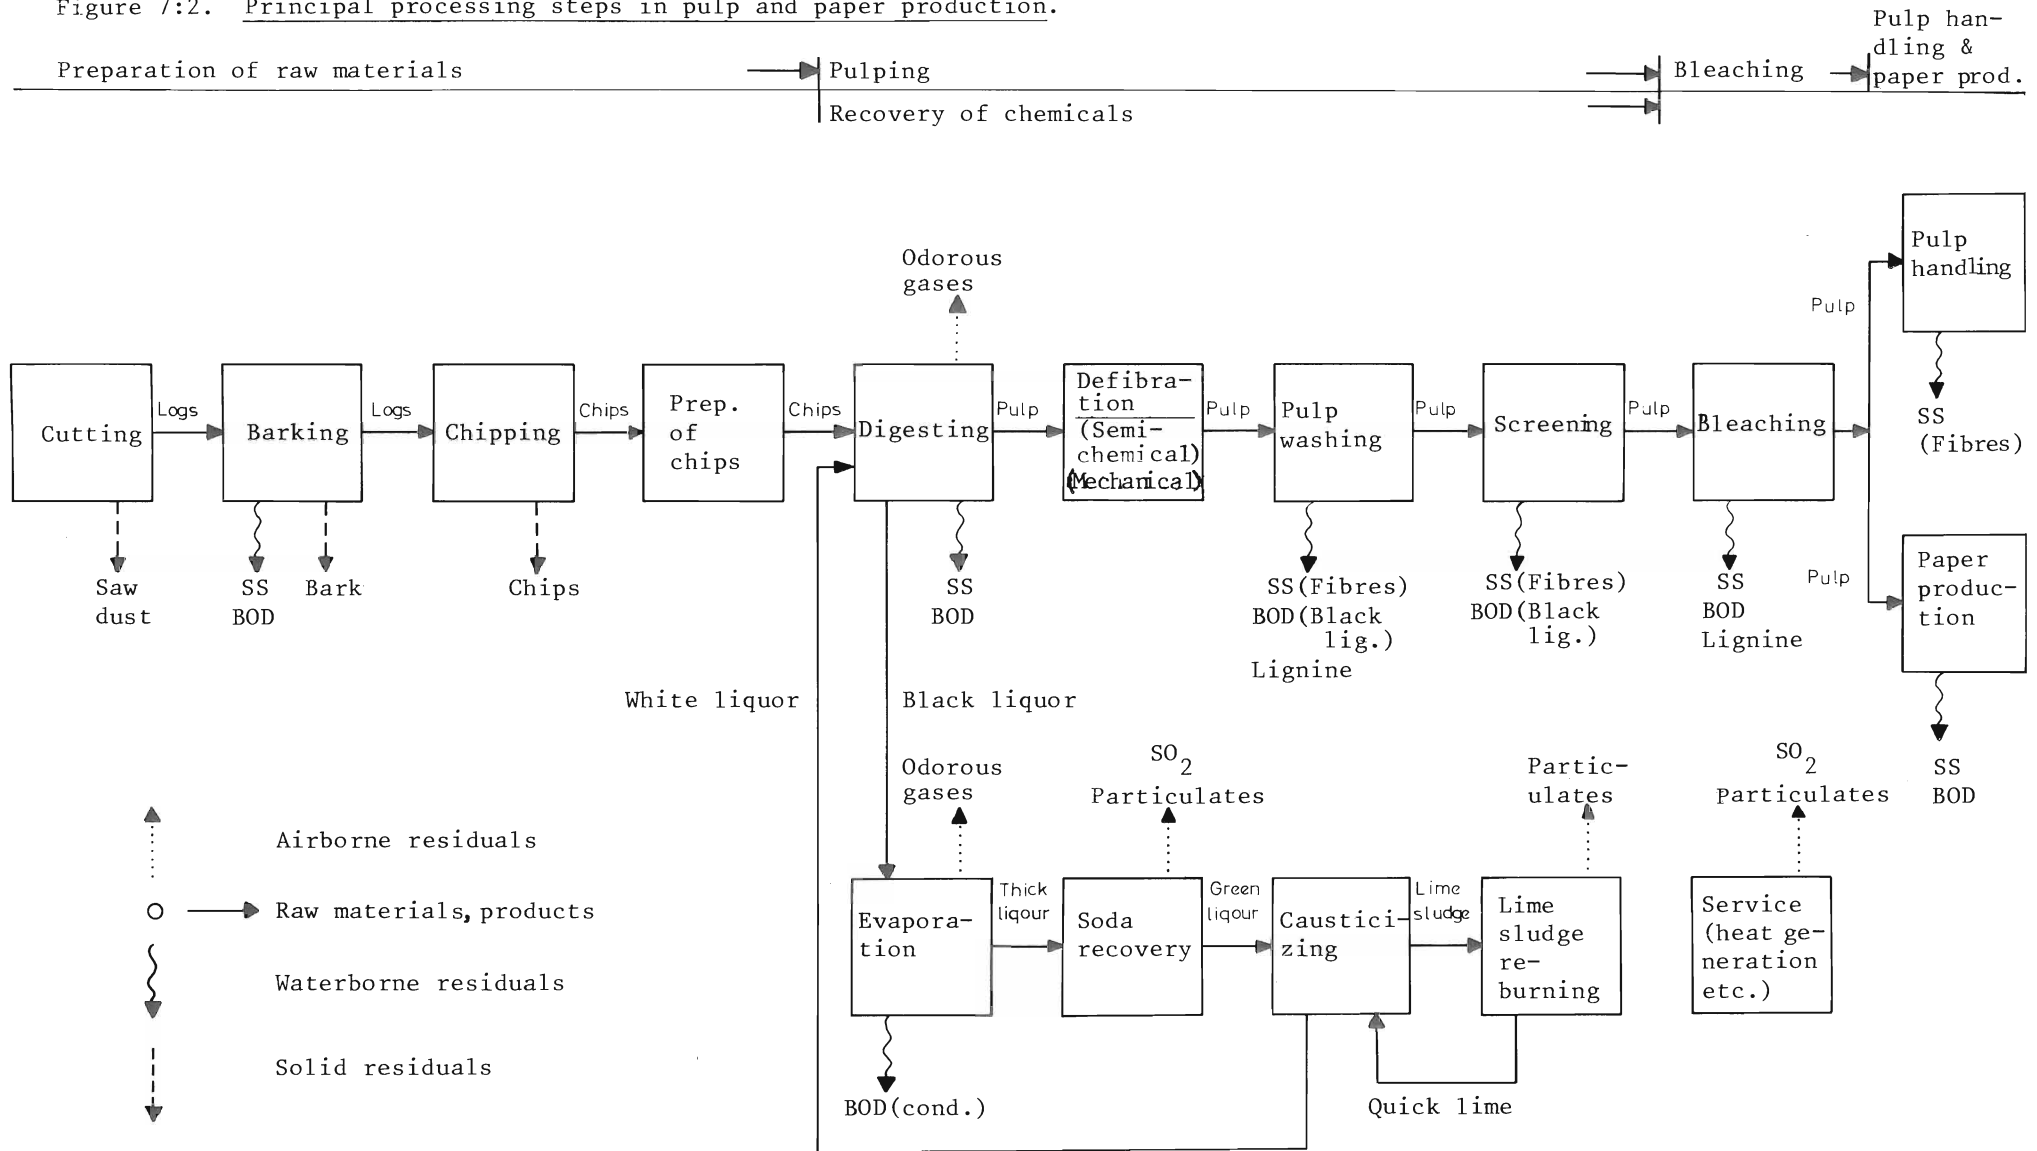 Figure 7:2. Principal processing steps in pulp and paper production.
Preparation of raw materials
Pulping
Recovery of chemicals
Bleaching
Pulp han-
dling &
paper prod.
Pulp
handling
SS
(Fibres)
Odorous
gases
Cutting
Logs
Barking
Logs
Chipping
Chips
Prep.
of
chips
Chips
Digesting
Pulp
Defibra-
tion
(Semi-
chemical)
(Mechanical)
Pulp
Pulp
washing
Pulp
Screening
Pulp
Bleaching
Pulp
Pulp
Paper
produc-
tion
SS
BOD
Saw
dust
SS
BOD
Bark
Chips
SS
BOD
SS(Fibres)
BOD(Black
lig.)
Lignine
SS(Fibres)
BOD(Black
lig.)
SS
BOD
Lignine
White liquor
Black liquor
Odorous
gases
SO2
Particulates
Partic-
ulates
SO2
Particulates
Evapora-
tion
Thick
liqour
Soda
recovery
Green
liqour
Caustici-
zing
Lime
sludge
Lime
sludge
re-
burning
Service
(heat ge-
neration
etc.)
BOD(cond.)
Quick lime
Airborne residuals
Raw materials, products
Waterborne residuals
Solid residuals